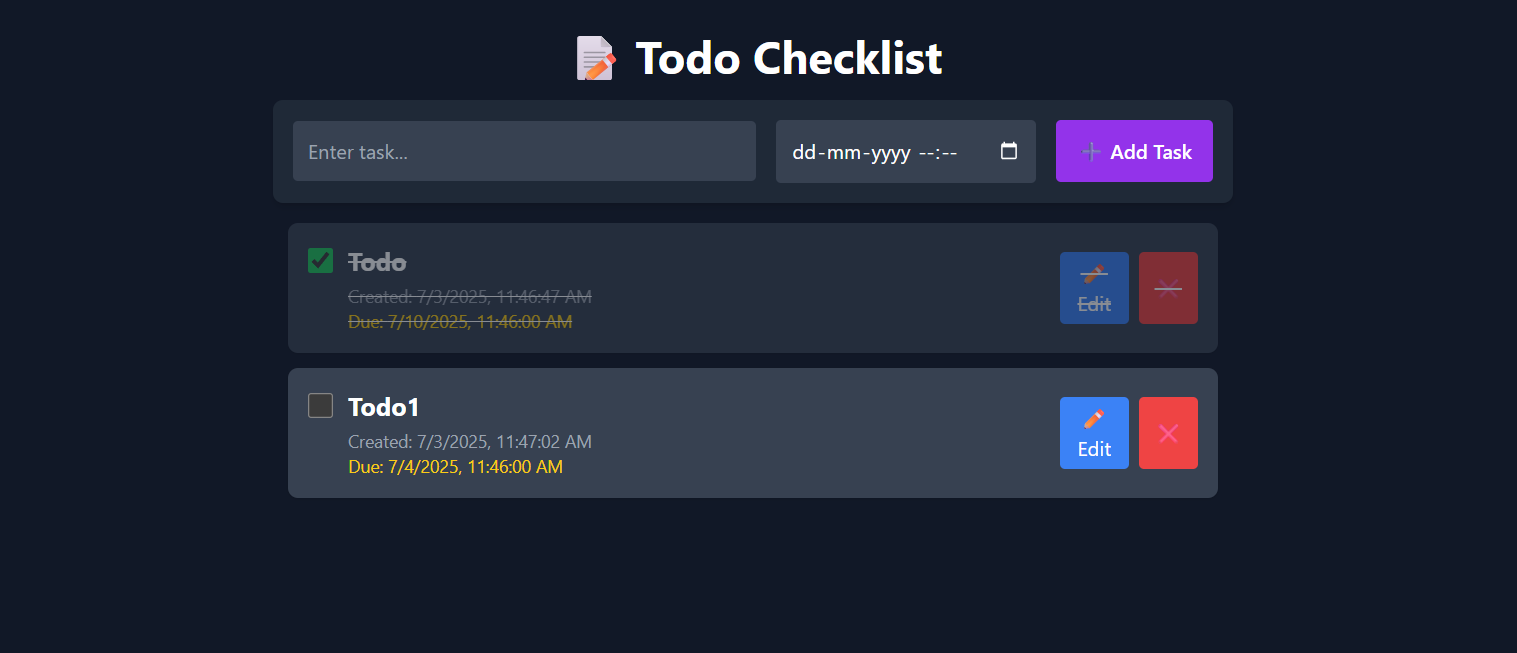 📝 Todo Checklist
Enter task...
dd-mm-yyyy --:--
➕ Add Task
Todo
Created: 7/3/2025, 11:46:47 AM
Due: 7/10/2025, 11:46:00 AM
✏️ Edit
❌
Todo1
Created: 7/3/2025, 11:47:02 AM
Due: 7/4/2025, 11:46:00 AM
✏️ Edit
❌